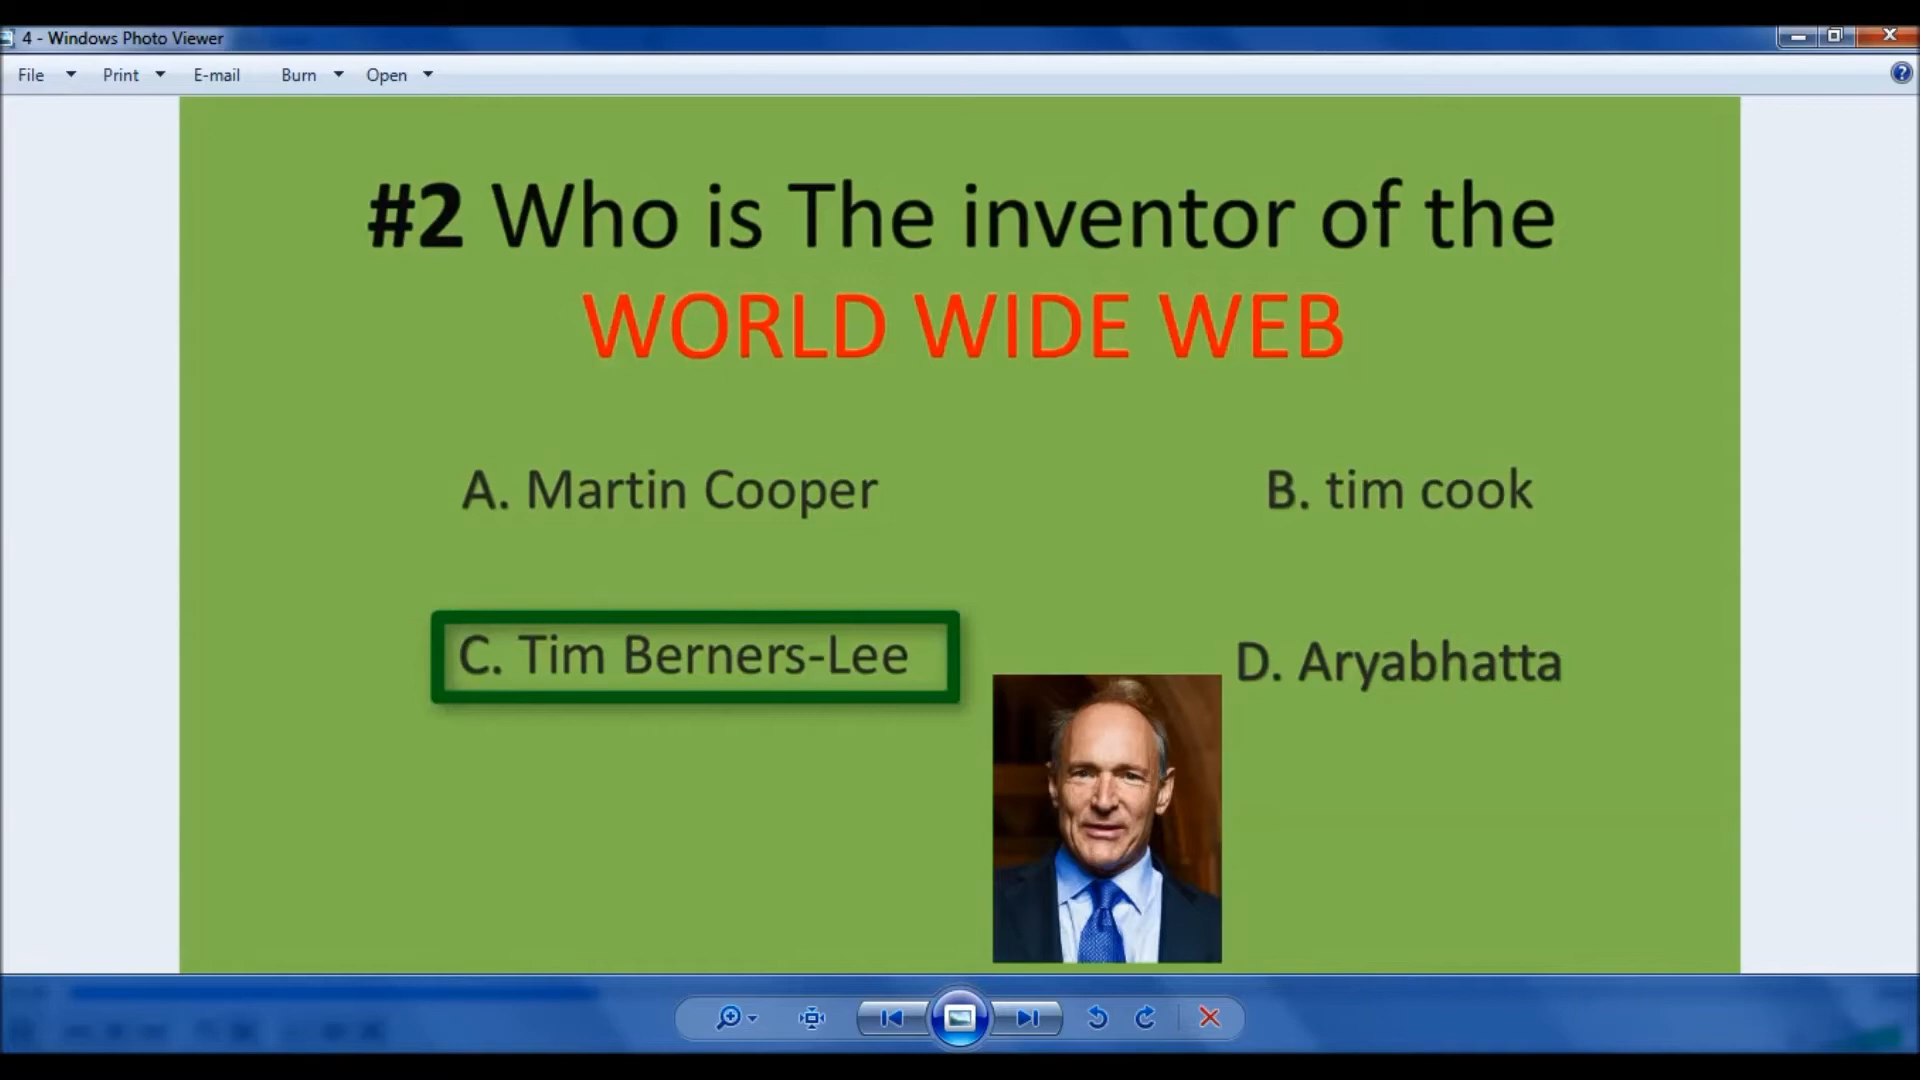 4 - Windows Photo Viewer
File Print E-mail Burn Open
#2 Who is The inventor of the
WORLD WIDE WEB
A. Martin Cooper
B. tim cook
C. Tim Berners-Lee
D. Aryabhatta